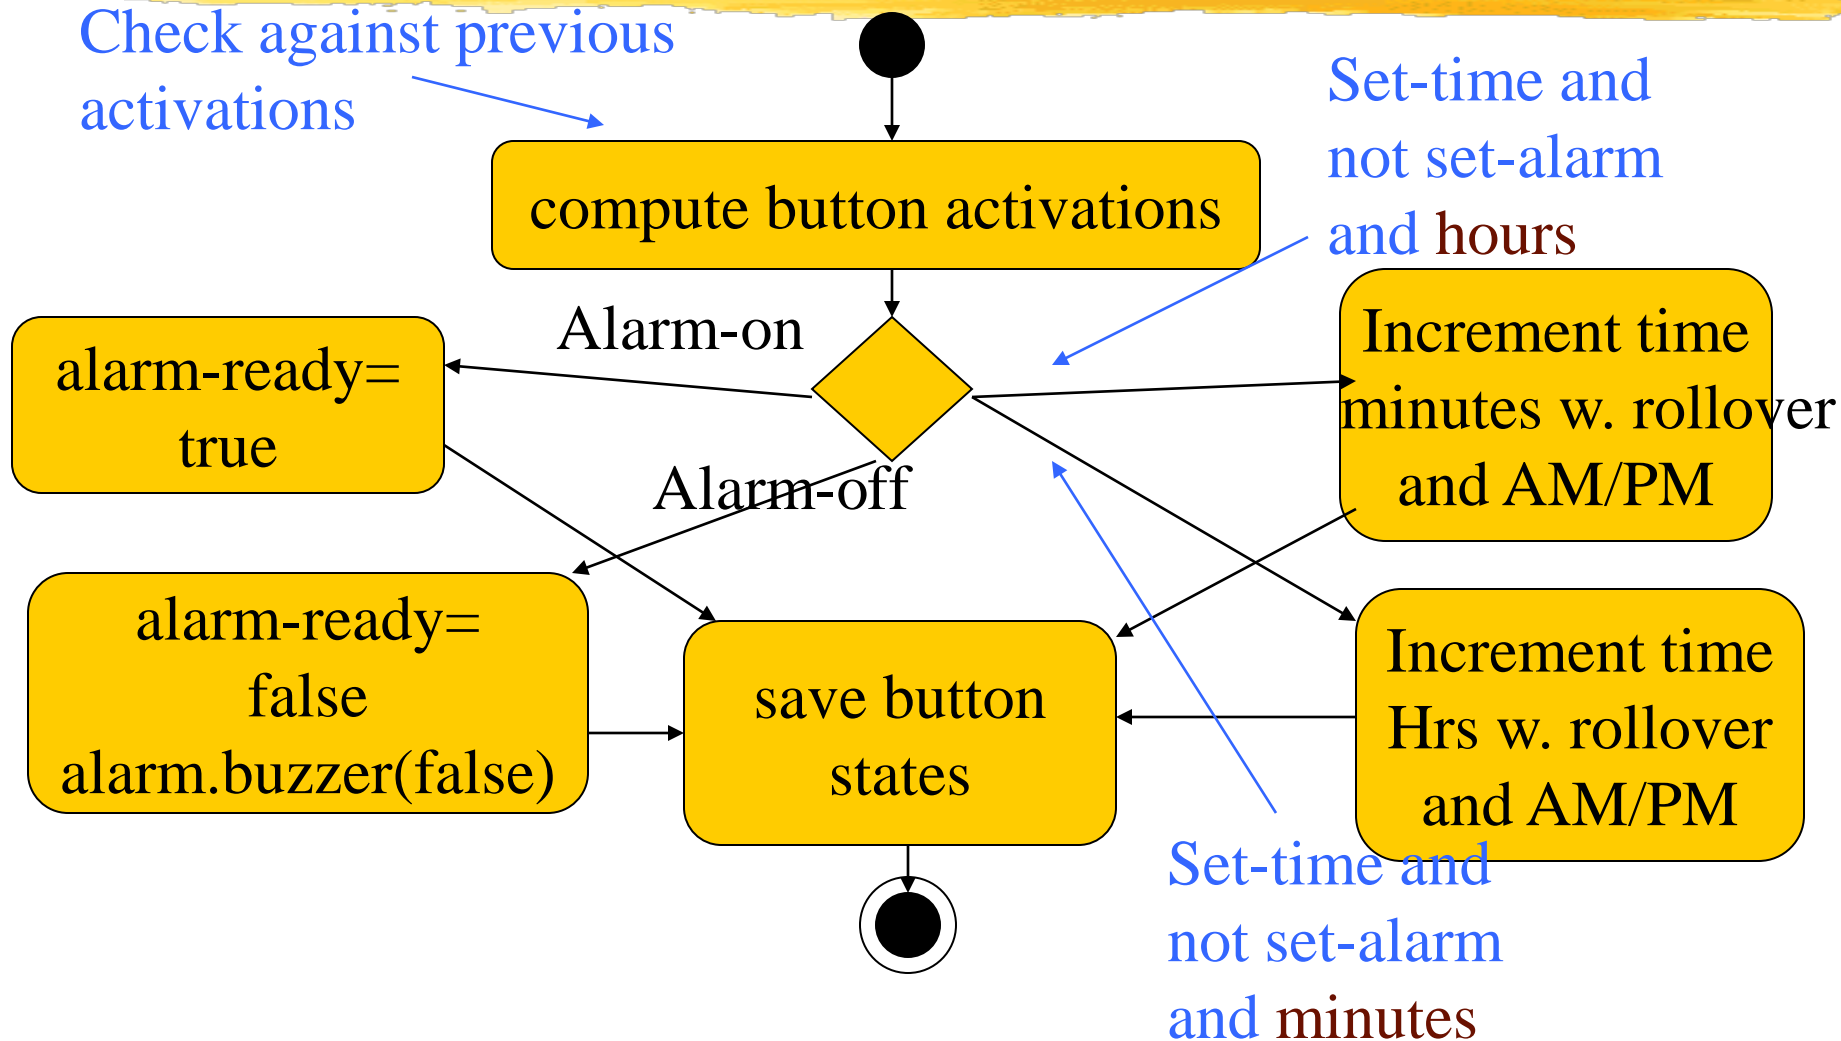 Check against previous
activations
Set-time and
not set-alarm
and hours
compute button activations
Alarm-on
alarm-ready=
true
Increment time
minutes w. rollover
and AM/PM
Alarm-off
alarm-ready=
false
alarm.buzzer(false)
save button
states
Increment time
Hrs w. rollover
and AM/PM
Set-time and
not set-alarm
and minutes